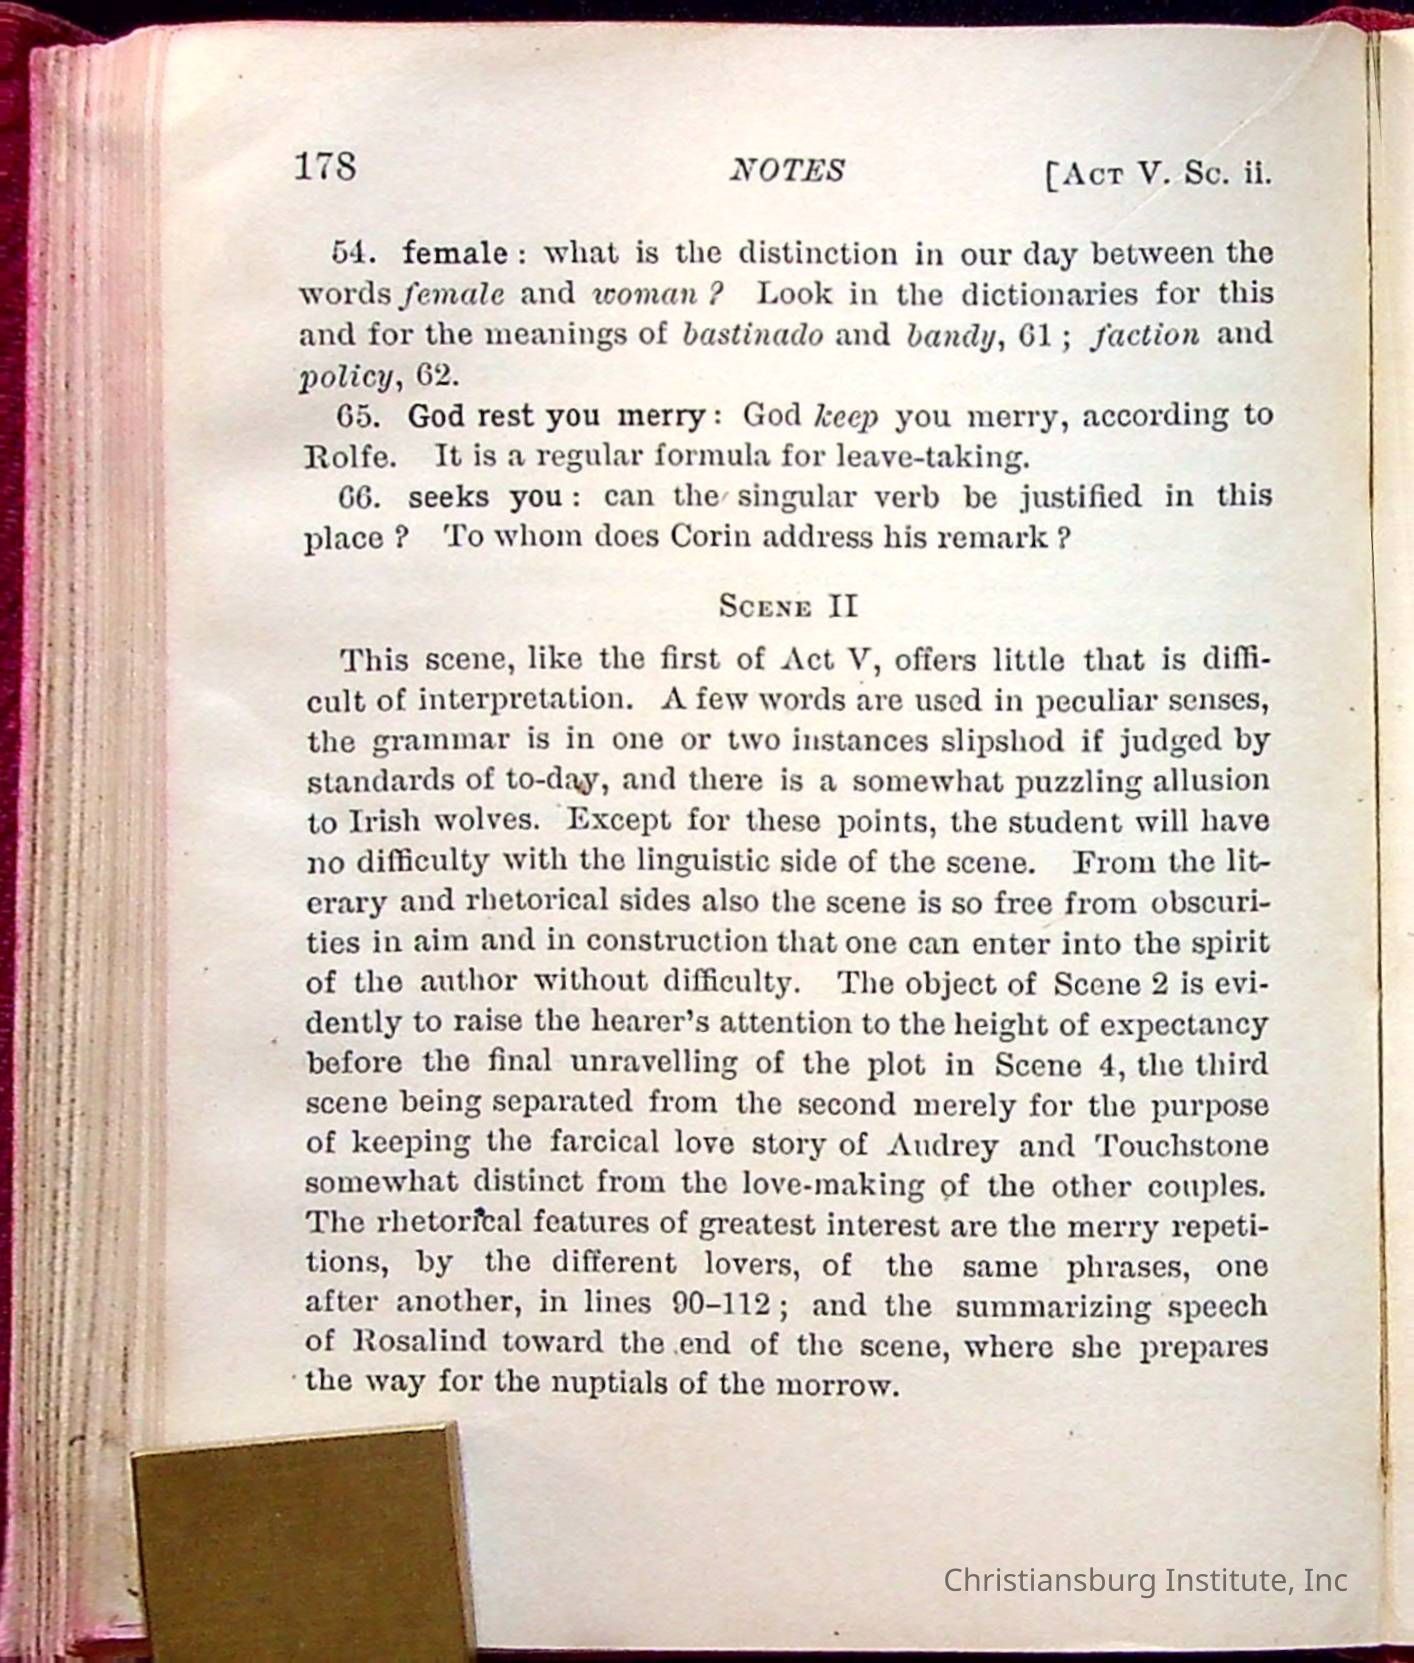 178 NOTES [ACT V. SC. ii.
54. female : what is the distinction in our day between the
words female and woman ? Look in the dictionaries for this
and for the meanings of bastinado and bandy, 61 ; faction and
policy, 62.
65. God rest you merry : God keep you merry, according to
Rolfe. It is a regular formula for leave-taking.
66. seeks you : can the singular verb be justified in this
place ? To whom does Corin address his remark ?
SCENE II
This scene, like the first of Act V, offers little that is diffi-
cult of interpretation. A few words are used in peculiar senses,
the grammar is in one or two instances slipshod if judged by
standards of to-day, and there is a somewhat puzzling allusion
to Irish wolves. Except for these points, the student will have
no difficulty with the linguistic side of the scene. From the lit-
erary and rhetorical sides also the scene is so free from obscuri-
ties in aim and in construction that one can enter into the spirit
of the author without difficulty. The object of Scene 2 is evi-
dently to raise the hearer's attention to the height of expectancy
before the final unravelling of the plot in Scene 4, the third
scene being separated from the second merely for the purpose
of keeping the farcical love story of Audrey and Touchstone
somewhat distinct from the love-making of the other couples.
The rhetorical features of greatest interest are the merry repeti-
tions, by the different lovers, of the same phrases, one
after another, in lines 90–112 ; and the summarizing speech
of Rosalind toward the end of the scene, where she prepares
the way for the nuptials of the morrow.
Christiansburg Institute, Inc